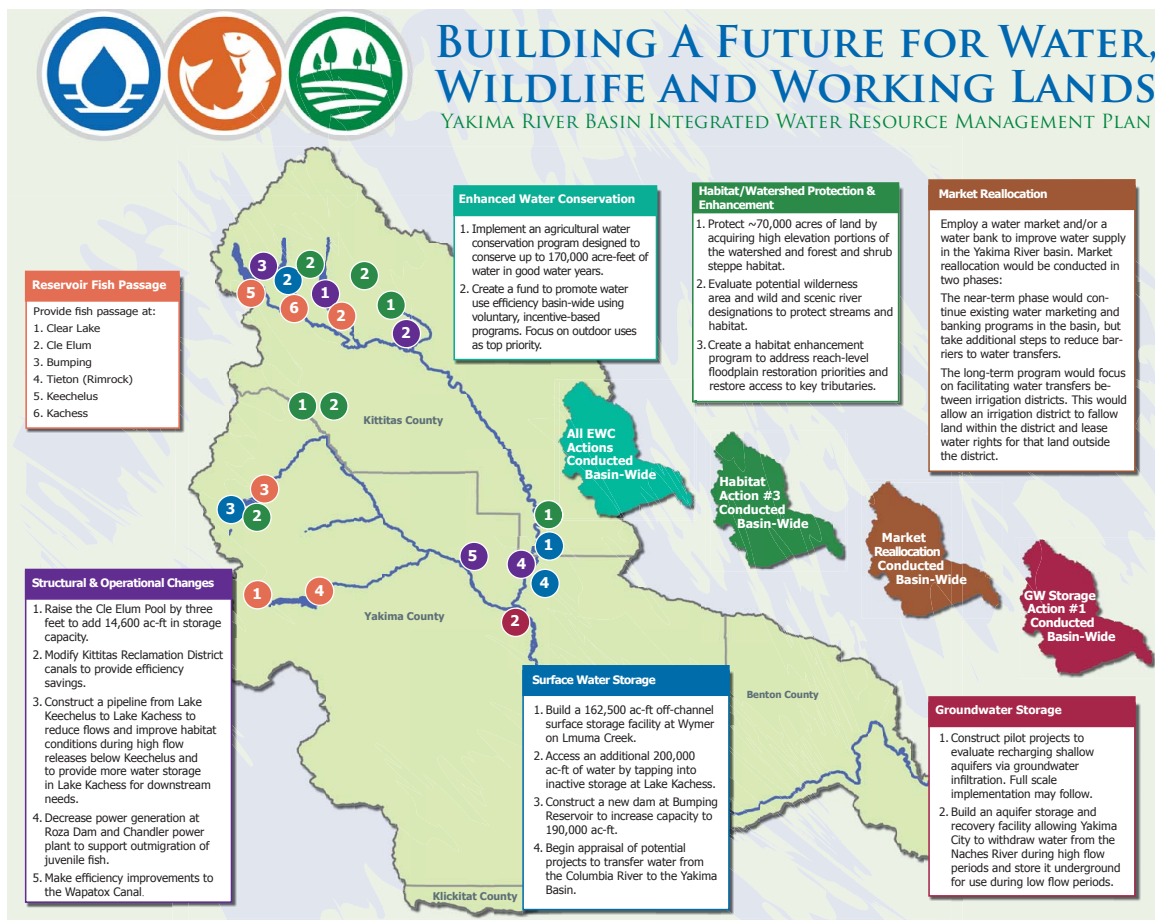 BUILDING A FUTURE FOR WATER,
WILDLIFE AND WORKING LANDS
YAKIMA RIVER BASIN INTEGRATED WATER RESOURCE MANAGEMENT PLAN
Enhanced Water Conservation
1. Implement an agricultural water
conservation program designed to
conserve up to 170,000 acre-feet of
water in good water years.
2. Create a fund to promote water
use efficiency basin-wide using
voluntary, incentive-based
programs. Focus on outdoor uses
as top priority.
Habitat/Watershed Protection &
Enhancement
1. Protect ~70,000 acres of land by
acquiring high elevation portions of
the watershed and forest and shrub
steppe habitat.
2. Evaluate potential wilderness
area and wild and scenic river
designations to protect streams and
habitat.
3. Create a habitat enhancement
program to address reach-level
floodplain restoration priorities and
restore access to key tributaries.
Market Reallocation
Employ a water market and/or a
water bank to improve water supply
in the Yakima River basin. Market
reallocation would be conducted in
two phases:
The near-term phase would con-
tinue existing water marketing and
banking programs in the basin, but
take additional steps to reduce bar-
riers to water transfers.
The long-term program would focus
on facilitating water transfers be-
tween irrigation districts. This would
allow an irrigation district to fallow
land within the district and lease
water rights for that land outside
the district.
Reservoir Fish Passage
Provide fish passage at:
1. Clear Lake
2. Cle Elum
3. Bumping
4. Tieton (Rimrock)
5. Keechelus
6. Kachess
3
2
2
2
5
6
1
2
1
2
1
2
Kittitas County
3
3
2
1
1
5
4
4
1
4
2
Yakima County
Benton County
Klickitat County
All EWC
Actions
Conducted
Basin-Wide
Habitat
Action #3
Conducted
Basin-Wide
Market
Reallocation
Conducted
Basin-Wide
GW Storage
Action #1
Conducted
Basin-Wide
Structural & Operational Changes
1. Raise the Cle Elum Pool by three
feet to add 14,600 ac-ft in storage
capacity.
2. Modify Kittitas Reclamation District
canals to provide efficiency
savings.
3. Construct a pipeline from Lake
Keechelus to Lake Kachess to
reduce flows and improve habitat
conditions during high flow
releases below Keechelus and
to provide more water storage
in Lake Kachess for downstream
needs.
4. Decrease power generation at
Roza Dam and Chandler power
plant to support outmigration of
juvenile fish.
5. Make efficiency improvements to
the Wapatox Canal.
Surface Water Storage
1. Build a 162,500 ac-ft off-channel
surface storage facility at Wymer
on Lmuma Creek.
2. Access an additional 200,000
ac-ft of water by tapping into
inactive storage at Lake Kachess.
3. Construct a new dam at Bumping
Reservoir to increase capacity to
190,000 ac-ft.
4. Begin appraisal of potential
projects to transfer water from
the Columbia River to the Yakima
Basin.
Groundwater Storage
1. Construct pilot projects to
evaluate recharging shallow
aquifers via groundwater
infiltration. Full scale
implementation may follow.
2. Build an aquifer storage and
recovery facility allowing Yakima
City to withdraw water from the
Naches River during high flow
periods and store it underground
for use during low flow periods.